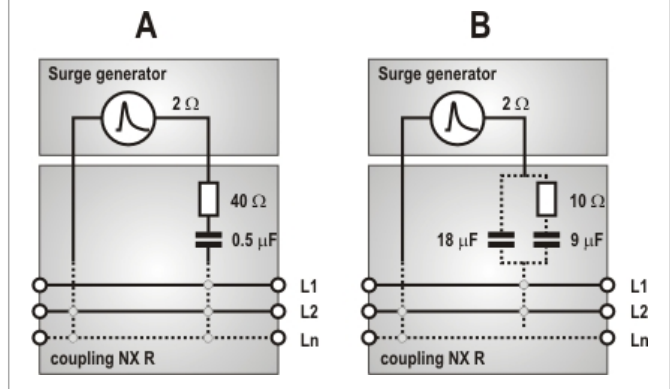 A
Surge generator
2 Ω
40 Ω
0.5 µF
L1
L2
Ln
coupling NX R
B
Surge generator
2 Ω
10 Ω
18 µF
9 µF
L1
L2
Ln
coupling NX R